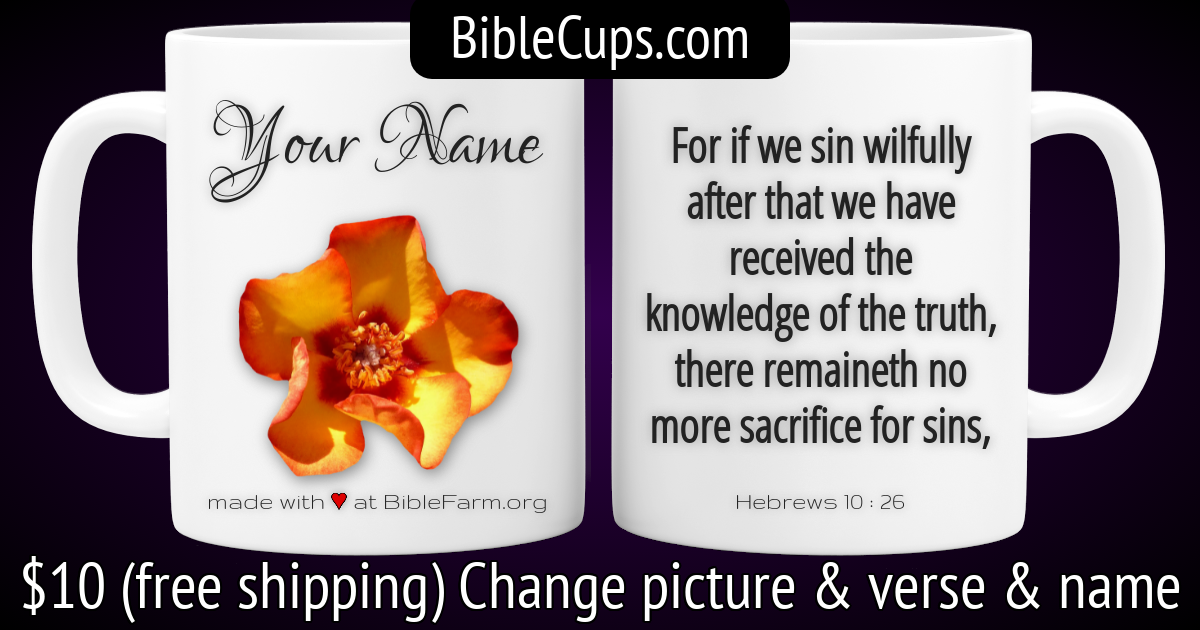 BibleCups.com
Your Name
made with ♥ at BibleFarm.org
For if we sin wilfully
after that we have
received the
knowledge of the truth,
there remaineth no
more sacrifice for sins,
Hebrews 10 : 26
$10 (free shipping) Change picture & verse & name